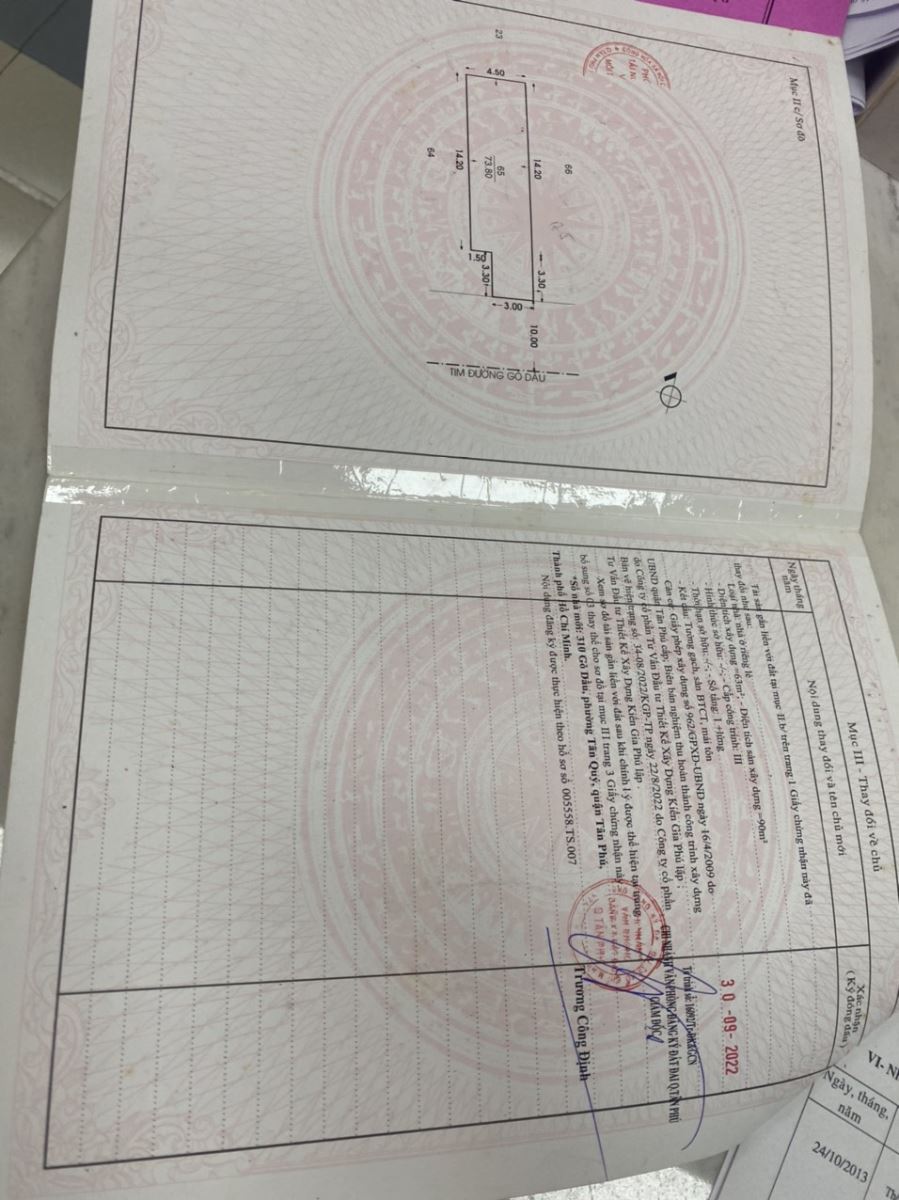 Mục II c/ Sơ đồ
23
4.50
14.20
66
14.20
65
73.80
64
3.30
1.50
3.30
3.00
10.00
TIM ĐƯỜNG GÒ DẦU
Mục III - Thay đổi về chủ
Ngày tháng năm
Nội dung thay đổi và tên chủ mới
Xác nhận
(Ký đóng dấu)
Tài sản gắn liền với đất tại mục II.b/ trên trang 1 Giấy chứng nhận này đã
thay đổi như sau:
Loại nhà: nhà ở riêng lẻ
- Diện tích xây dựng =63m²; - Diện tích sàn xây dựng =90m²
- Hình thức sở hữu: -/-; - Cấp công trình: III
- Thời hạn sở hữu: -/-; - Số tầng: 1 +lửng
- Kết cấu: Tường gạch, sàn BTCT, mái tôn
Căn cứ: Giấy phép xây dựng số 962/GPXD-UBND ngày 16/4/2009 do
UBND quận Tân Phú cấp, Biên bản nghiệm thu hoàn thành công trình xây dựng
do Công ty cổ phần Tư Vấn Đầu tư Thiết Kế Xây Dựng Kiến Gia Phú lập ;
Bản vẽ hiện trạng số: 34-08/2022/KGP-TP ngày 22/8/2022 do Công ty cổ phần
Tư Vấn Đầu tư Thiết Kế Xây Dựng Kiến Gia Phú lập .
Xem sơ đồ tài sản gắn liền với đất sau khi chỉnh lý được thể hiện tại trang
bổ sung số 03 thay thế cho sơ đồ tại mục III trang 3 Giấy chứng nhận này.
*Số nhà mới: 310 Gò Dầu, phường Tân Quý, quận Tân Phú,
Thành phố Hồ Chí Minh.
Nội dung đăng ký được thực hiện theo hồ sơ số 005558.TS.007
30 -09- 2022
CHI NHÁNH VĂN PHÒNG ĐĂNG KÝ ĐẤT ĐAI Q.TÂN PHÚ
GIÁM ĐỐC
Trương Công Định
Ngày, tháng,
năm
24/10/2013